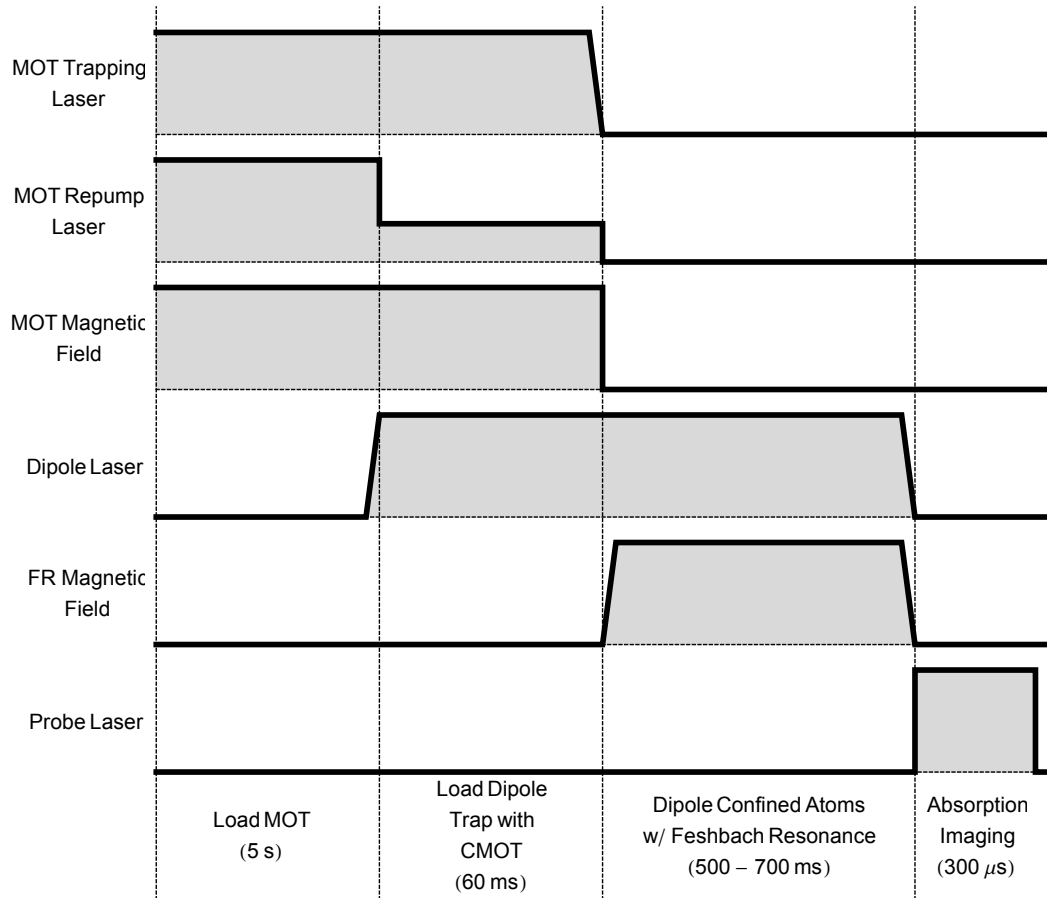 MOT Trapping
Laser
MOT Repump
Laser
MOT Magnetic
Field
Dipole Laser
FR Magnetic
Field
Probe Laser
Load MOT
(5 s)
Load Dipole
Trap with
CMOT
(60 ms)
Dipole Confined Atoms
w/ Feshbach Resonance
(500 – 700 ms)
Absorption
Imaging
(300 μs)